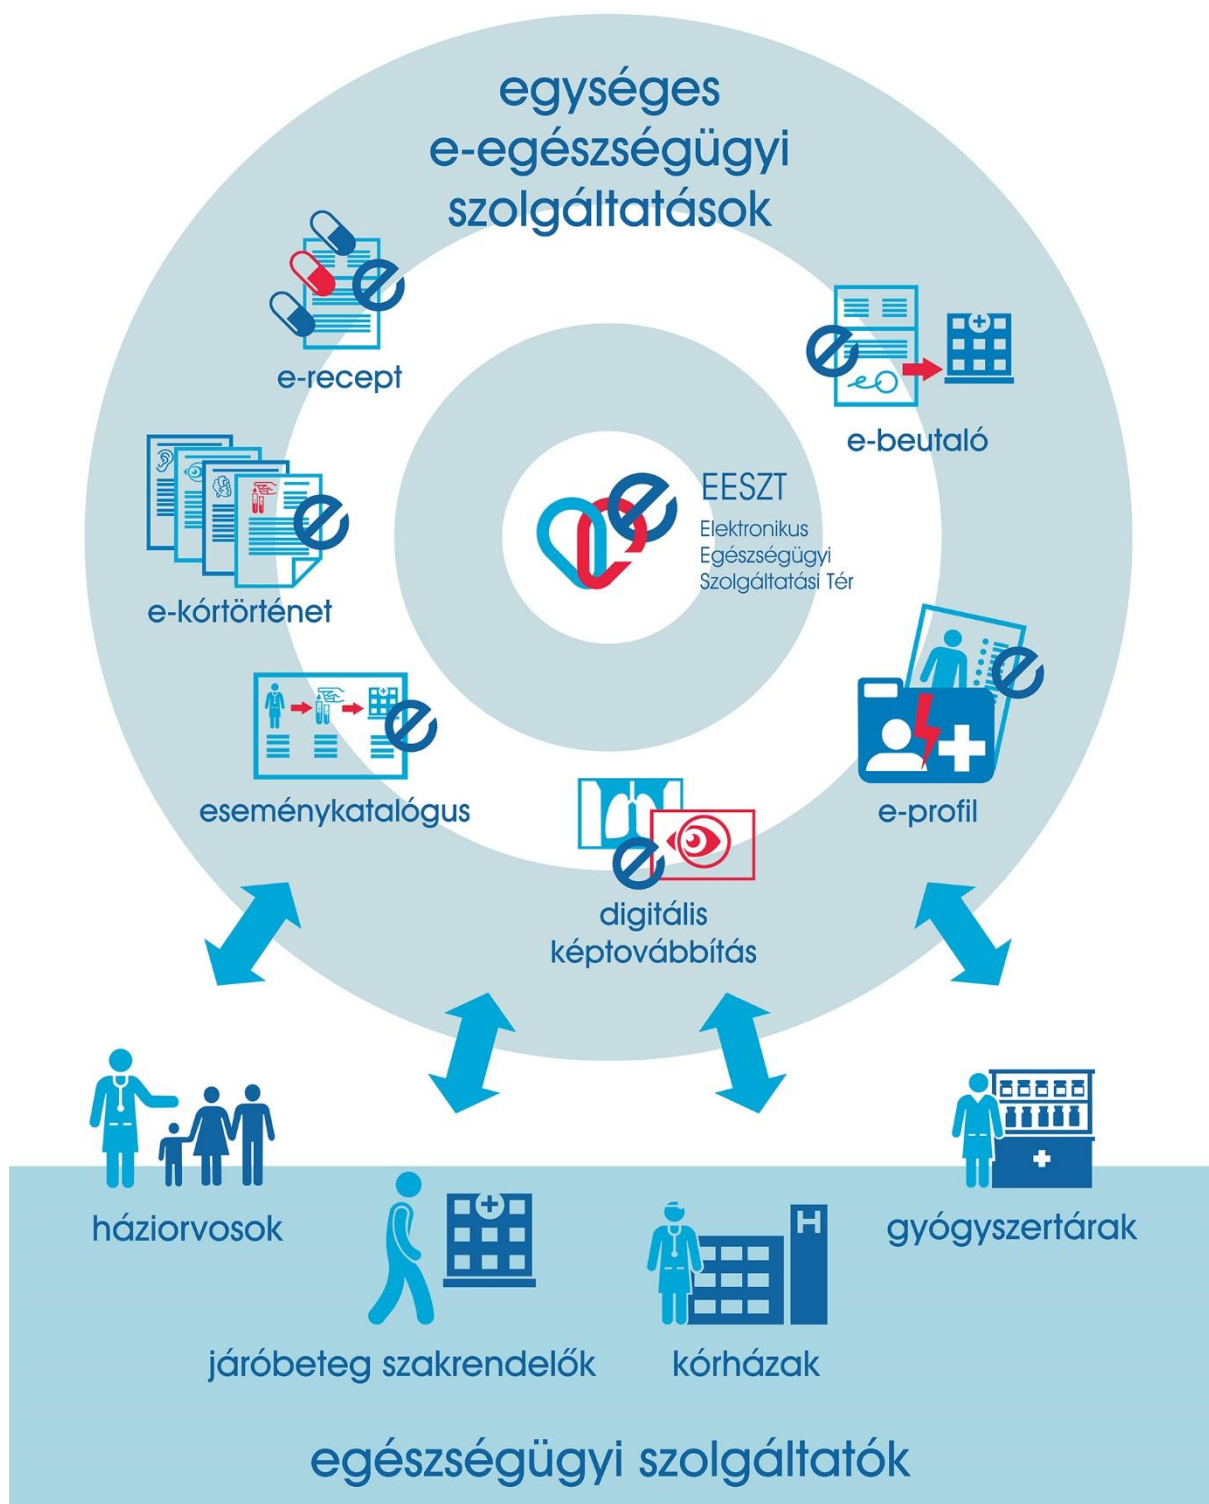 egységes
e-egészségügyi
szolgáltatások
e-recept
e-beutaló
e-kórtörténet
EESZT
Elektronikus
Egészségügyi
Szolgáltatási Tér
eseménykatalógus
e-profil
digitális
képtovábbítás
háziorvosok
gyógyszertárak
H
járóbeteg szakrendelők
kórházak
egészségügyi szolgáltatók